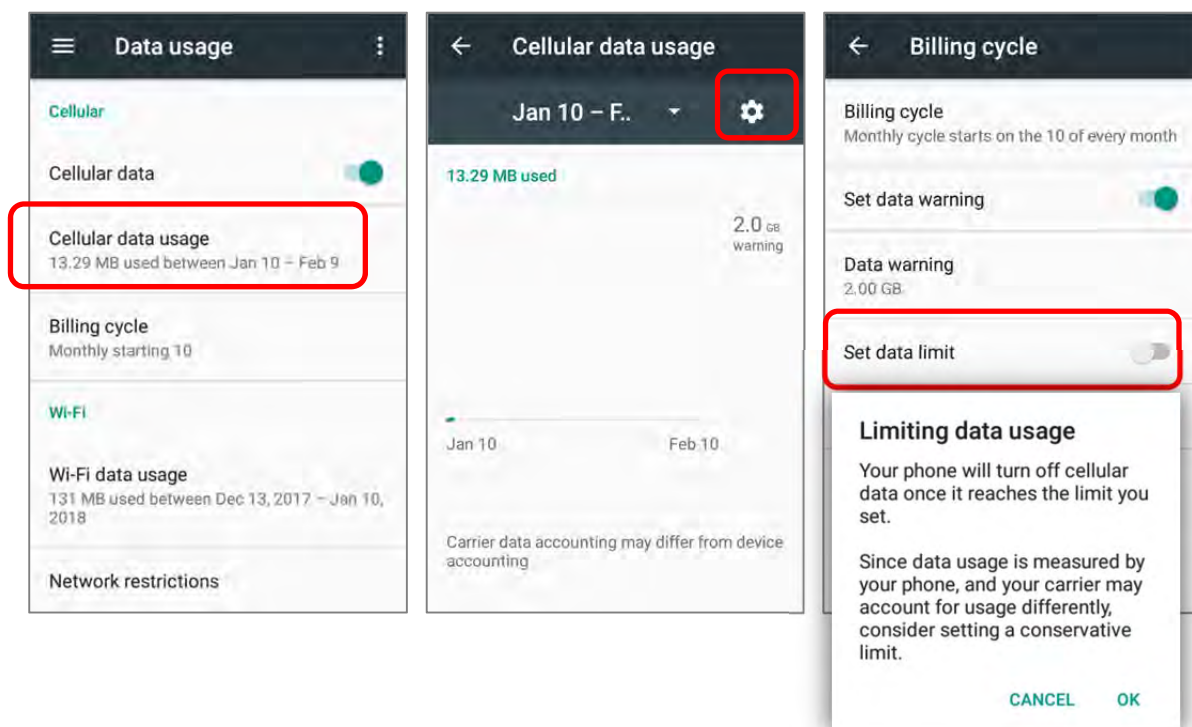 Data usage
Cellular
Cellular data
Cellular data usage
13.29 MB used between Jan 10 – Feb 9
Billing cycle
Monthly starting 10
Wi-Fi
Wi-Fi data usage
131 MB used between Dec 13, 2017 – Jan 10,
2018
Network restrictions
Cellular data usage
Jan 10 – F..
13.29 MB used
2.0 GB
warning
Jan 10 Feb 10
Carrier data accounting may differ from device
accounting
Billing cycle
Billing cycle
Monthly cycle starts on the 10 of every month
Set data warning
Data warning
2.00 GB
Set data limit
Limiting data usage
Your phone will turn off cellular
data once it reaches the limit you
set.
Since data usage is measured by
your phone, and your carrier may
account for usage differently,
consider setting a conservative
limit.
CANCEL OK